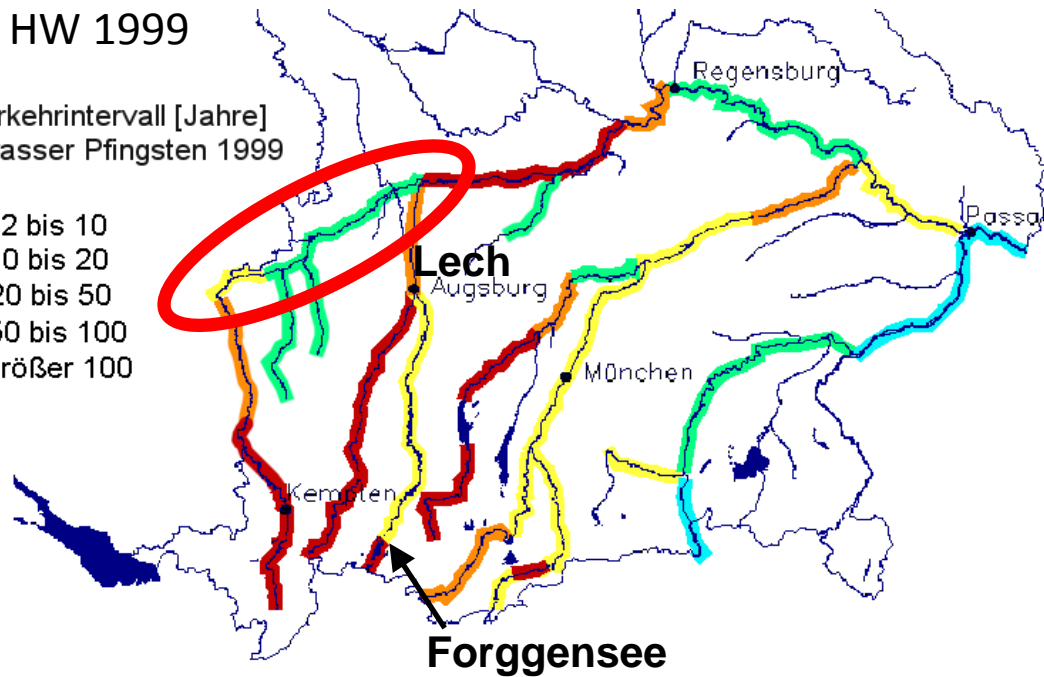 HW 1999
rkehrintervall [Jahre]
asser Pfingsten 1999
2 bis 10
0 bis 20
20 bis 50
50 bis 100
größer 100
Regensburg
Passa
Lech
Augsburg
München
Kempten
Forggensee